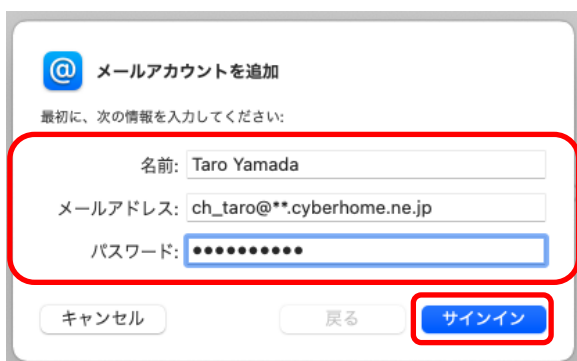 @ メールアカウントを追加
最初に、次の情報を入力してください:
名前: Taro Yamada
メールアドレス: ch_taro@**.cyberhome.ne.jp
パスワード: ●●●●●●●●●●
キャンセル 戻る サインイン